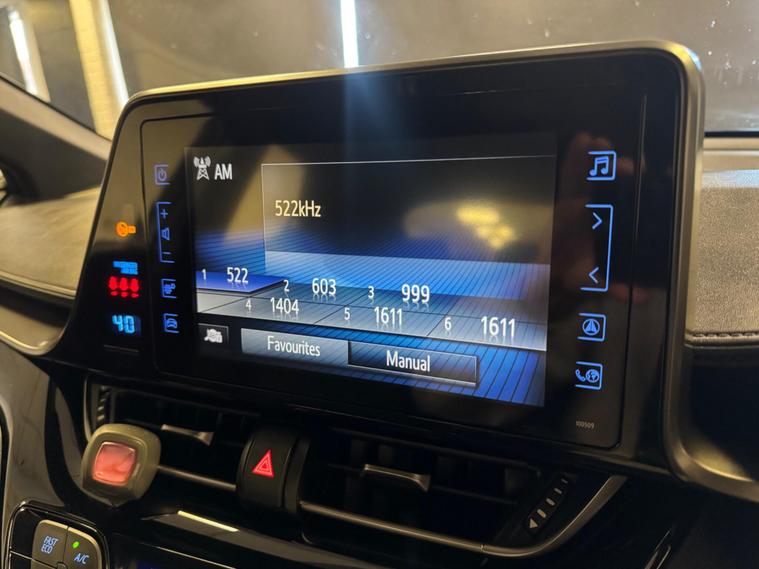 AM
522kHz
1 522 2 603 3 999
4 1404 5 1611 6 1611
Favourites Manual
40
100509
FAST ECO
A/C